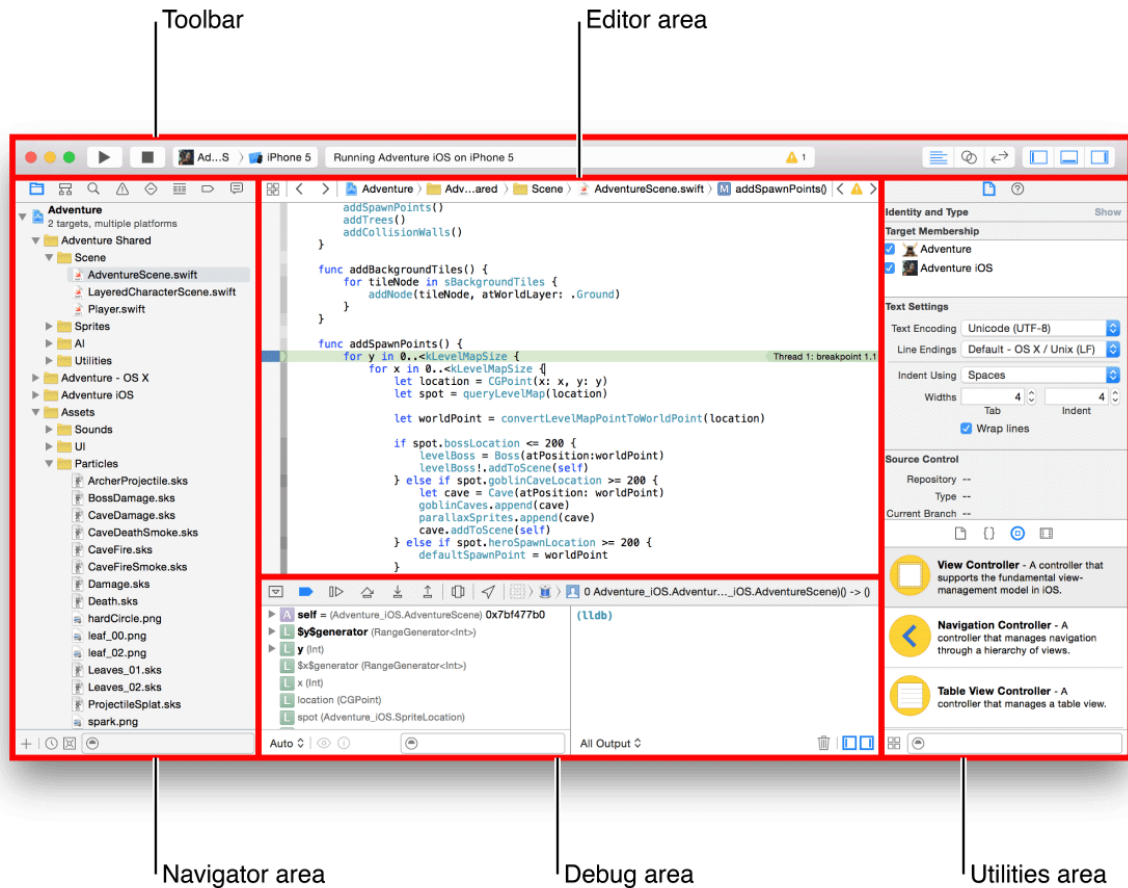 Toolbar
Editor area
Ad...S
iPhone 5
Running Adventure iOS on iPhone 5
1
Adventure
2 targets, multiple platforms
Adventure Shared
Scene
AdventureScene.swift
LayeredCharacterScene.swift
Player.swift
Sprites
AI
Utilities
Adventure - OS X
Adventure iOS
Assets
Sounds
UI
Particles
ArcherProjectile.sks
BossDamage.sks
CaveDamage.sks
CaveDeathSmoke.sks
CaveFire.sks
CaveFireSmoke.sks
Damage.sks
Death.sks
hardCircle.png
leaf_00.png
leaf_02.png
Leaves_01.sks
Leaves_02.sks
ProjectileSplat.sks
spark.png
Adventure Adv...ared Scene AdventureScene.swift M addSpawnPoints()
addSpawnPoints()
addTrees()
addCollisionWalls()
}
func addBackgroundTiles() {
for tileNode in sBackgroundTiles {
addNode(tileNode, atWorldLayer: .Ground)
}
}
func addSpawnPoints() {
for y in 0..<kLevelMapSize {
Thread 1: breakpoint 1.1
for x in 0..<kLevelMapSize {
let location = CGPoint(x: x, y: y)
let spot = queryLevelMap(location)
let worldPoint = convertLevelMapPointToWorldPoint(location)
if spot.bossLocation <= 200 {
levelBoss = Boss(atPosition:worldPoint)
levelBoss!.addToScene(self)
} else if spot.goblinCaveLocation >= 200 {
let cave = Cave(atPosition: worldPoint)
goblinCaves.append(cave)
parallaxSprites.append(cave)
cave.addToScene(self)
} else if spot.heroSpawnLocation >= 200 {
defaultSpawnPoint = worldPoint
}
0 Adventure_iOS.Adventur..._iOS.AdventureScene)() -> ()
A self = (Adventure_iOS.AdventureScene) 0x7bf477b0
L $y$generator (RangeGenerator<Int>)
L y (Int)
L $x$generator (RangeGenerator<Int>)
L x (Int)
L location (CGPoint)
L spot (Adventure_iOS.SpriteLocation)
Auto
(lldb)
All Output
Identity and Type Show
Target Membership
Adventure
Adventure iOS
Text Settings
Text Encoding Unicode (UTF-8)
Line Endings Default - OS X / Unix (LF)
Indent Using Spaces
Widths 4 4
Tab Indent
Wrap lines
Source Control
Repository --
Type --
Current Branch --
View Controller - A controller that
supports the fundamental view-
management model in iOS.
Navigation Controller - A
controller that manages navigation
through a hierarchy of views.
Table View Controller - A
controller that manages a table view.
Navigator area
Debug area
Utilities area